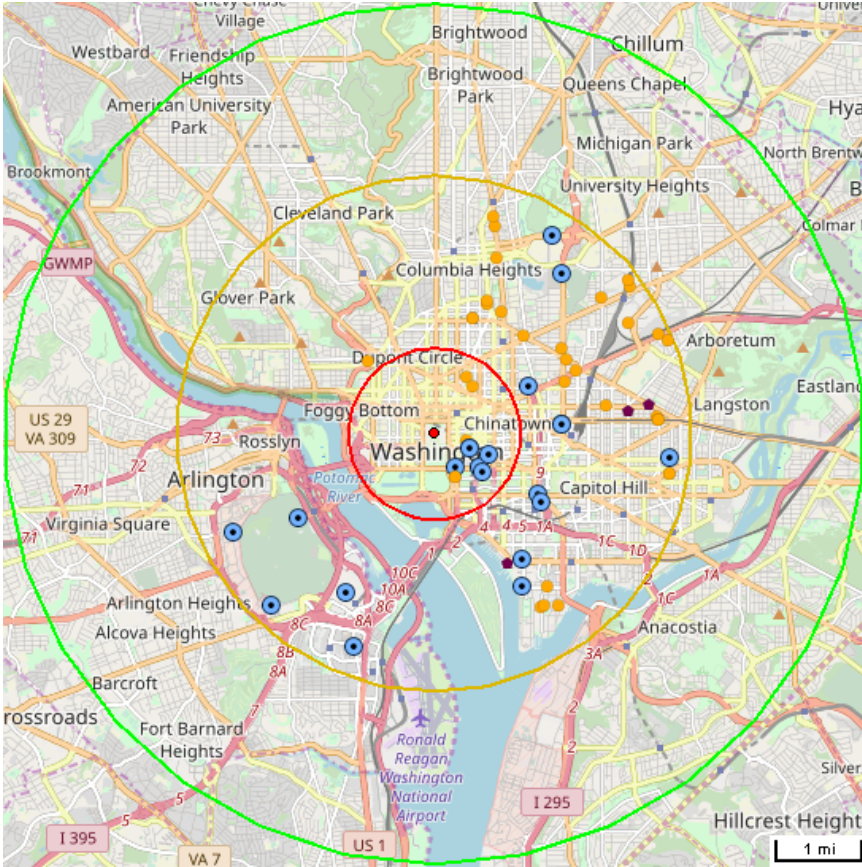 Chevy Chase
Village
Brightwood
Chillum
Westbard
Friendship
Heights
Brightwood
Park
Queens Chapel
American University
Park
Hya
Michigan Park
North Brentw
Brookmont
University Heights
Cleveland Park
Colmar
GWMP
Columbia Heights
Glover Park
Dupont Circle
Arboretum
Eastland
US 29
VA 309
Foggy Bottom
Chinatown
Langston
73
Rosslyn
Washington
72
71
Arlington
Potomac
River
9
Capitol Hill
71
Virginia Square
4
4
5
1A
1
2
1C
1D
10C
2
1A
10A
8C
1C
Arlington Heights
8C
8A
Alcova Heights
8B
8A
3A
Anacostia
Barcroft
7
rossroads
Fort Barnard
Heights
Ronald
Reagan
Washington
National
Airport
2
2
Silver
5
5
I 295
Hillcrest Height
I 395
VA 7
US 1
1 mi